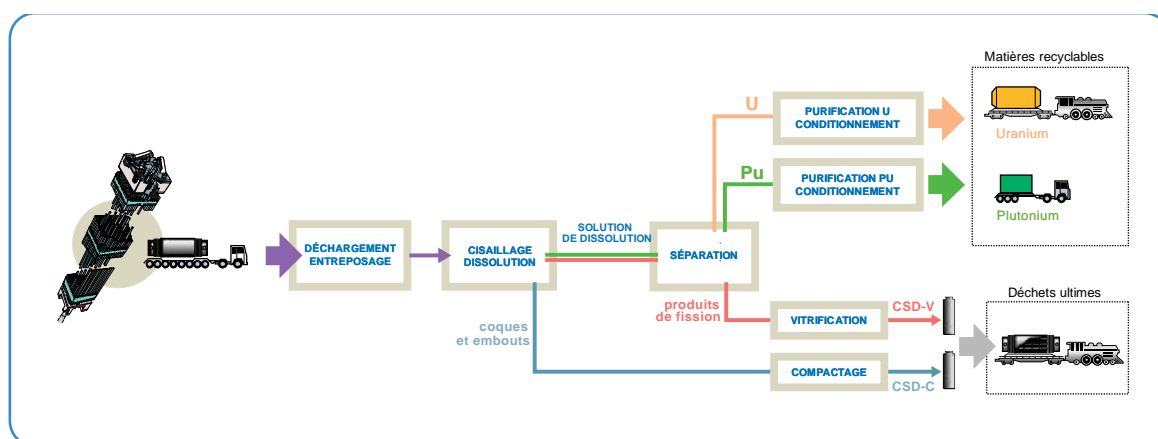 Matières recyclables
U
PURIFICATION U
CONDITIONNEMENT
Uranium
Pu
PURIFICATION PU
CONDITIONNEMENT
Plutonium
DÉCHARGEMENT
ENTREPOSAGE
CISAILLAGE
DISSOLUTION
SOLUTION
DE DISSOLUTION
SÉPARATION
produits
de fission
coques
et embouts
VITRIFICATION
CSD-V
COMPACTAGE
CSD-C
Déchets ultimes